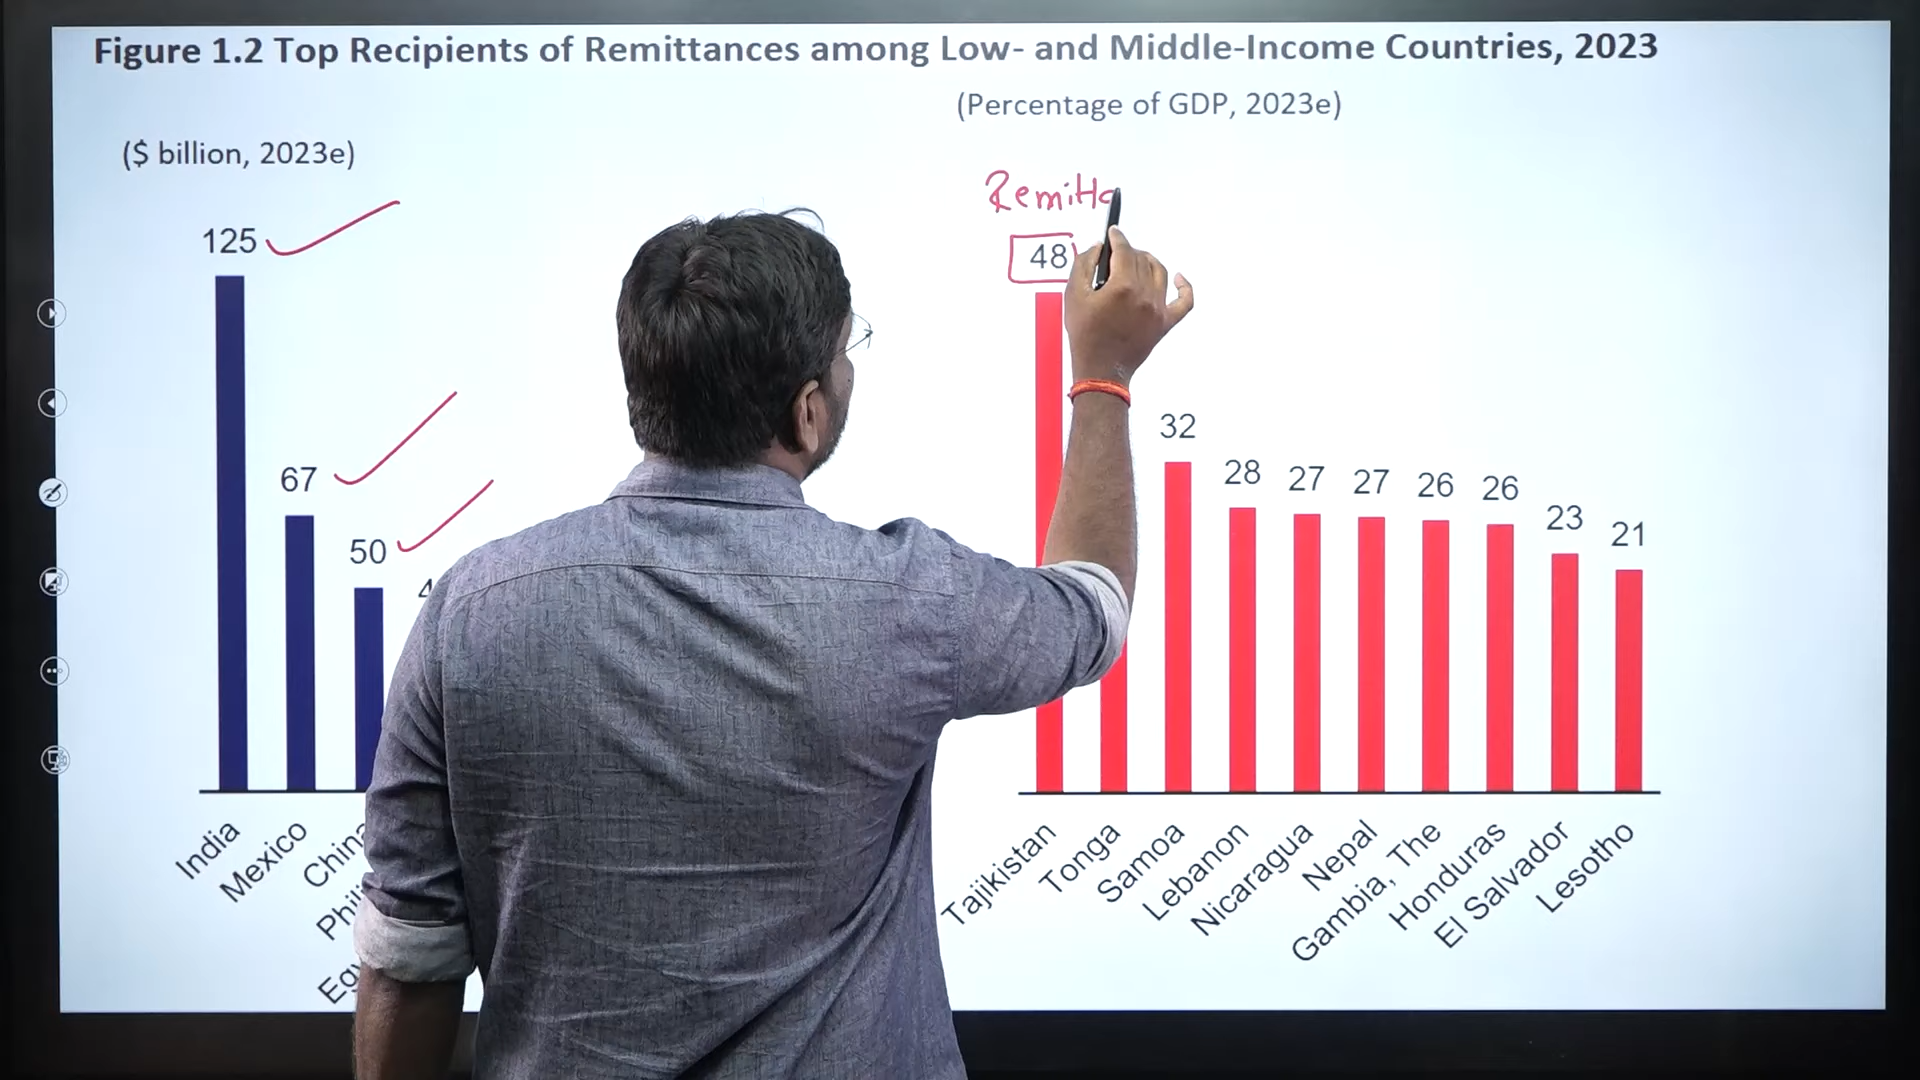 Figure 1.2 Top Recipients of Remittances among Low- and Middle-Income Countries, 2023
(Percentage of GDP, 2023e)
($ billion, 2023e)
125
67
50
India
Mexico
China
Remitta
48
32
28
27
27
26
26
23
21
Tajikistan
Tonga
Samoa
Lebanon
Nicaragua
Nepal
Gambia, The
Honduras
El Salvador
Lesotho